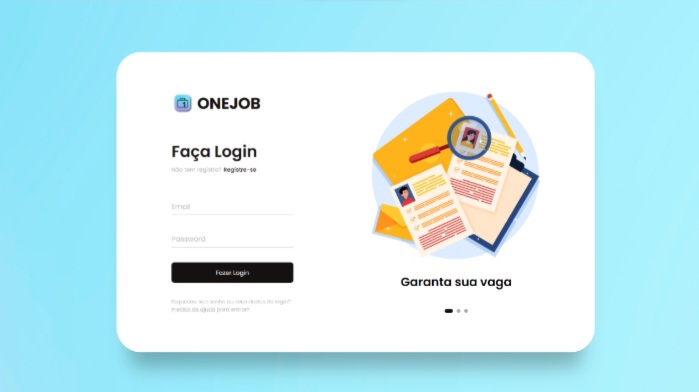 ONEJOB
Faça Login
não tem registro? Registre-se
Email
Password
Fazer Login
Esqueceu sua senha ou seus dados de login?
Precisa de ajuda para entrar?
Garanta sua vaga